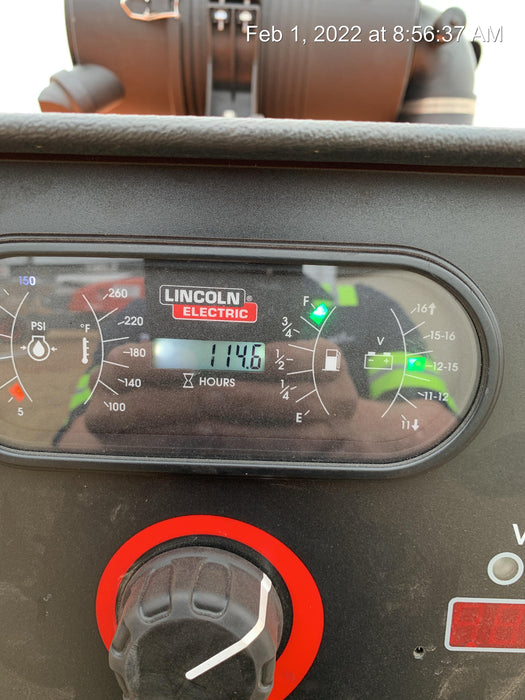 Feb 1, 2022 at 8:56:37 AM
150
PSI
5
°F
260
220
180
140
100
LINCOLN ®
ELECTRIC
114.6
HOURS
F
3/4
1/2
1/4
E
V
- +
16↑
15-16
12-15
11-12
11↓
V